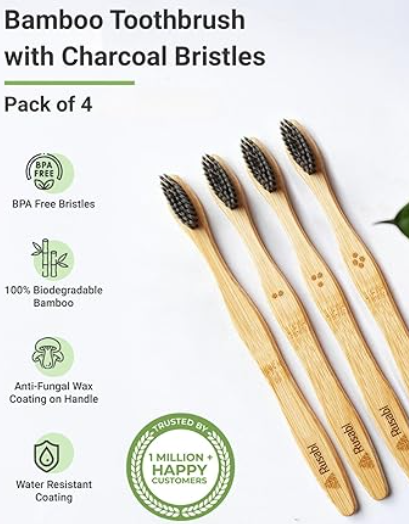 Bamboo Toothbrush
with Charcoal Bristles
Pack of 4
BPA
FREE
BPA Free Bristles
100% Biodegradable
Bamboo
Anti-Fungal Wax
Coating on Handle
Water Resistant
Coating
TRUSTED BY
1 MILLION +
HAPPY
CUSTOMERS
Rusabl
Rusabl
Rusabl